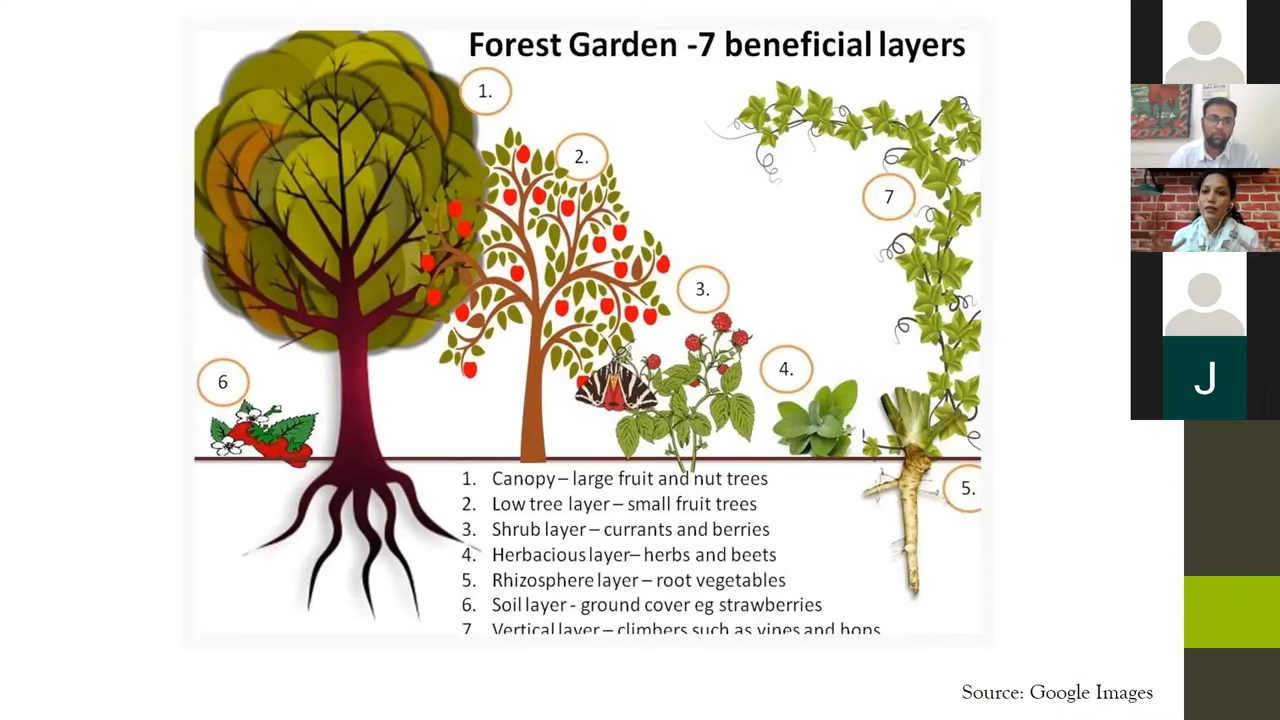 Forest Garden -7 beneficial layers
1.
2.
7
3.
4.
6
5.
1. Canopy – large fruit and nut trees
2. Low tree layer – small fruit trees
3. Shrub layer – currants and berries
4. Herbacious layer– herbs and beets
5. Rhizosphere layer – root vegetables
6. Soil layer - ground cover eg strawberries
7 Vertical layer – climbers such as vines and hops
Source: Google Images
J